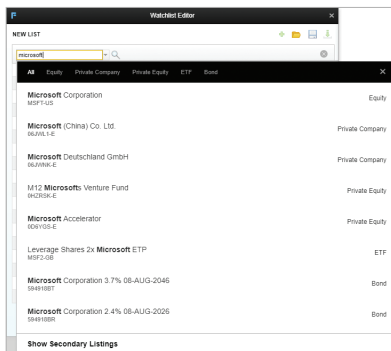 Watchlist Editor
NEW LIST
microsoft
All Equity Private Company Private Equity ETF Bond
Microsoft Corporation
MSFT-US
Equity
Microsoft (China) Co. Ltd.
06JWL1-E
Private Company
Microsoft Deutschland GmbH
06JWNK-E
Private Company
M12 Microsofts Venture Fund
0HZRSK-E
Private Equity
Microsoft Accelerator
0D6YGS-E
Private Equity
Leverage Shares 2x Microsoft ETP
MSF2-GB
ETF
Microsoft Corporation 3.7% 08-AUG-2046
594918BT
Bond
Microsoft Corporation 2.4% 08-AUG-2026
594918BR
Bond
Show Secondary Listings